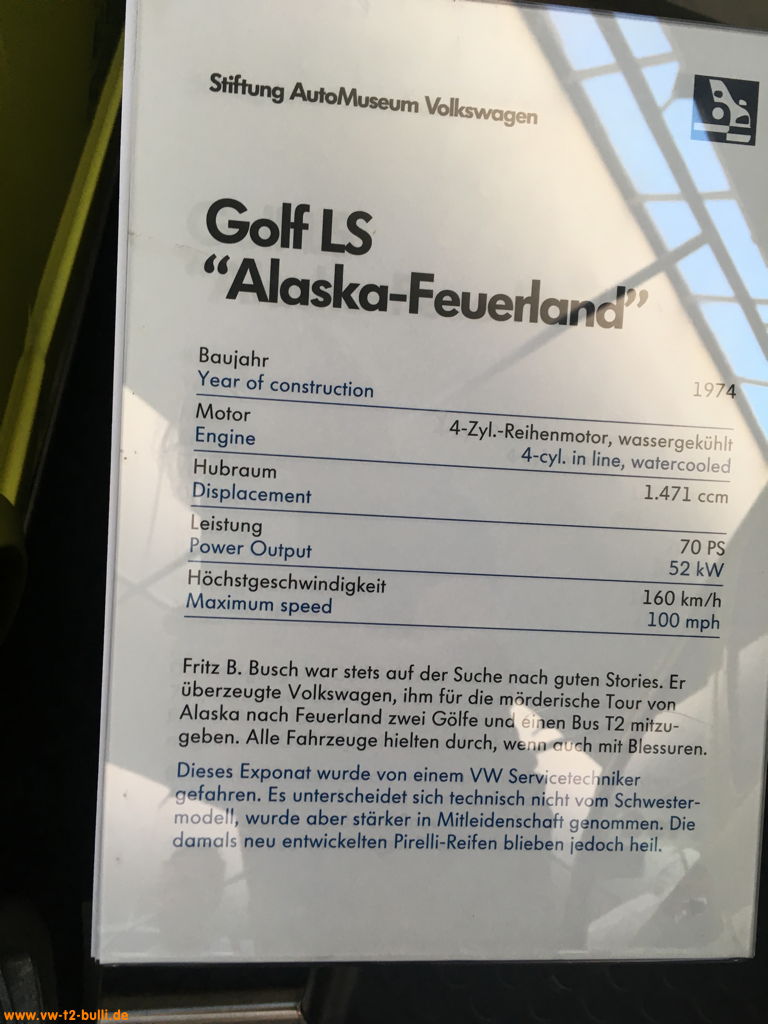 Stiftung AutoMuseum Volkswagen
Golf LS
“Alaska-Feuerland”
Baujahr
Year of construction 1974
Motor 4-Zyl.-Reihenmotor, wassergekühlt
Engine 4-cyl. in line, watercooled
Hubraum
Displacement 1.471 ccm
Leistung 70 PS
Power Output 52 kW
Höchstgeschwindigkeit 160 km/h
Maximum speed 100 mph
Fritz B. Busch war stets auf der Suche nach guten Stories. Er
überzeugte Volkswagen, ihm für die mörderische Tour von
Alaska nach Feuerland zwei Gölfe und einen Bus T2 mitzu-
geben. Alle Fahrzeuge hielten durch, wenn auch mit Blessuren.
Dieses Exponat wurde von einem VW Servicetechniker
gefahren. Es unterscheidet sich technisch nicht vom Schwester-
modell, wurde aber stärker in Mitleidenschaft genommen. Die
damals neu entwickelten Pirelli-Reifen blieben jedoch heil.
www.vw-t2-bulli.de